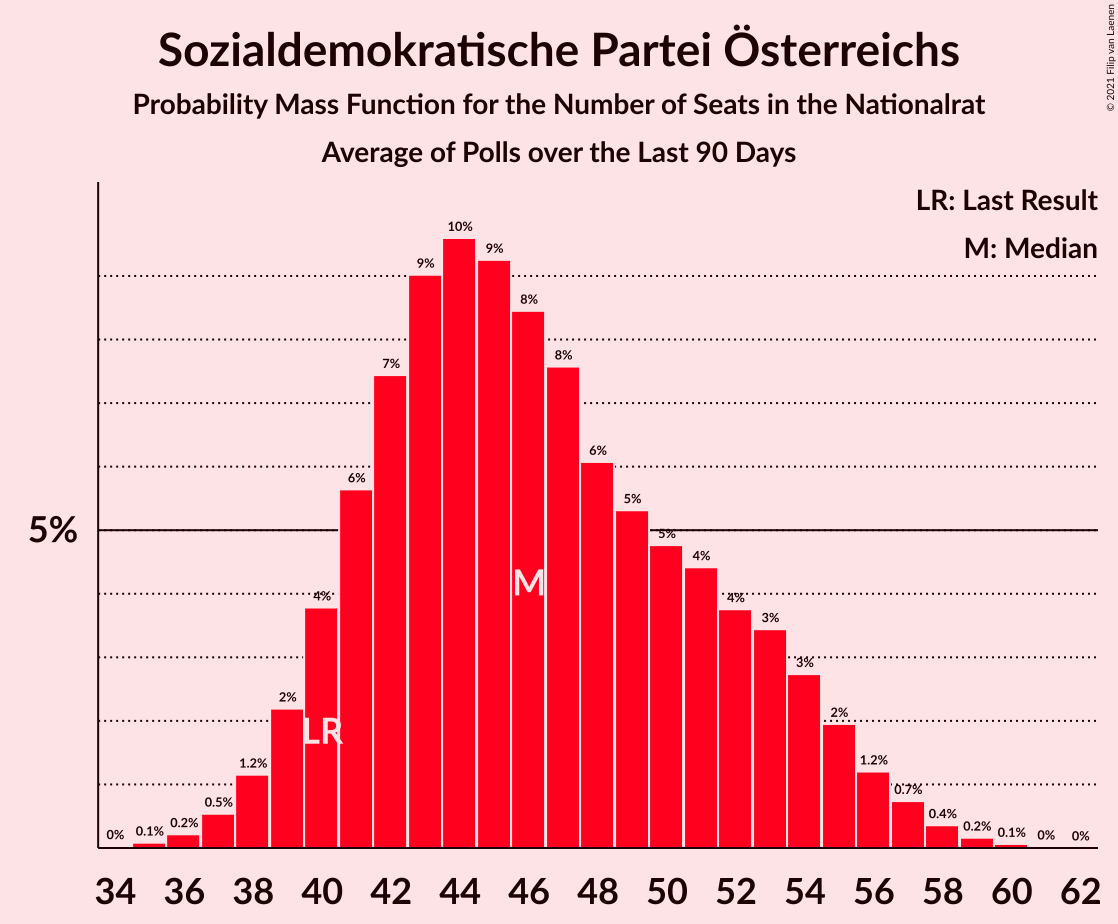 Sozialdemokratische Partei Österreichs
Probability Mass Function for the Number of Seats in the Nationalrat
Average of Polls over the Last 90 Days
© 2021 Filip van Laenen
LR: Last Result
M: Median
5%
0% 0.1% 0.2% 0.5% 1.2% 2% 4% 6% 7% 9% 10% 9% 8% 8% 6% 5% 5% 4% 4% 3% 3% 2% 1.2% 0.7% 0.4% 0.2% 0.1% 0% 0%
LR
M
34 36 38 40 42 44 46 48 50 52 54 56 58 60 62